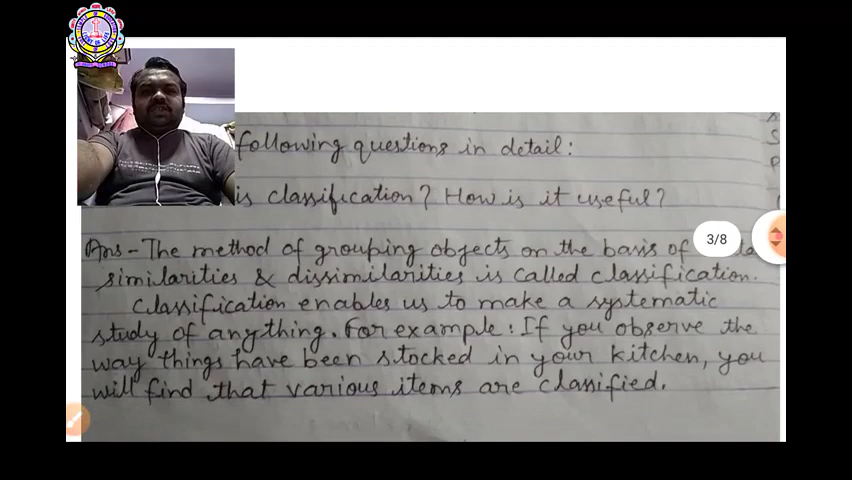 following questions in detail:
is classification? How is it useful?
Ans - The method of grouping objects on the basis of
similarities & dissimilarities is called classification.
Classification enables us to make a systematic
study of anything. For example: If you observe the
way things have been stocked in your kitchen, you
will find that various items are classified.
3/8